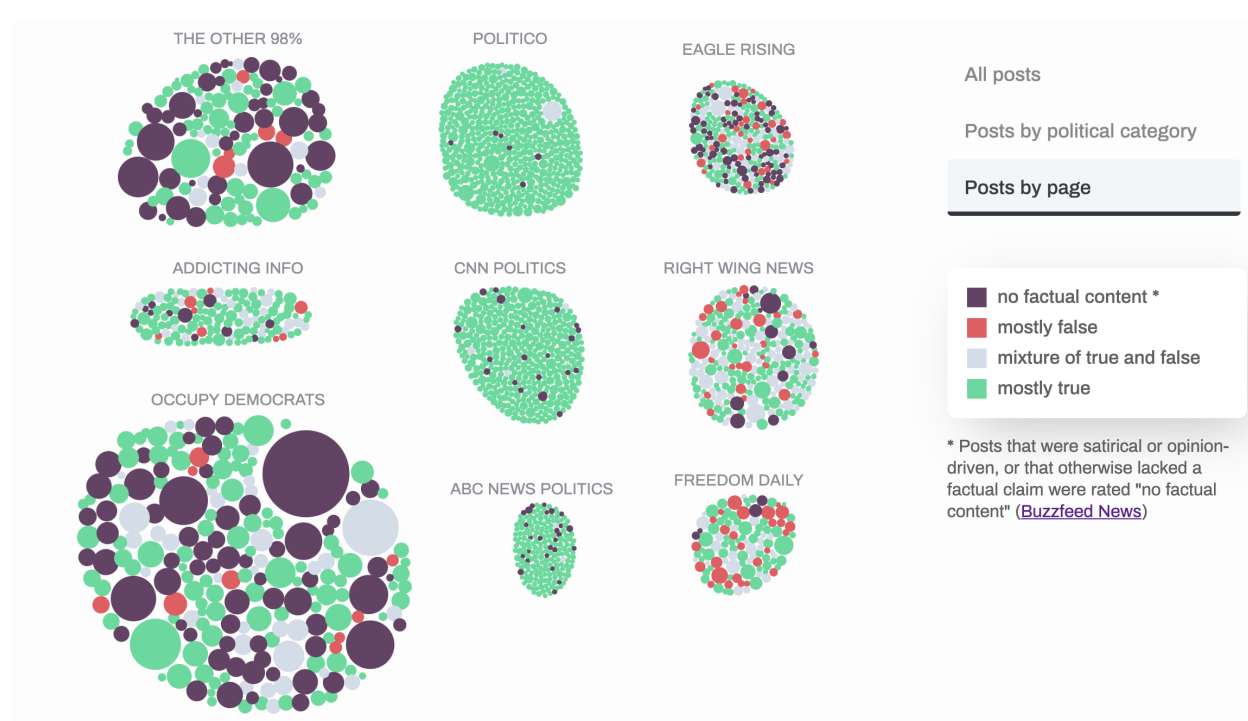 THE OTHER 98%
POLITICO
EAGLE RISING
ADDICTING INFO
CNN POLITICS
RIGHT WING NEWS
OCCUPY DEMOCRATS
ABC NEWS POLITICS
FREEDOM DAILY
All posts
Posts by political category
Posts by page
no factual content *
mostly false
mixture of true and false
mostly true
* Posts that were satirical or opinion-
driven, or that otherwise lacked a
factual claim were rated "no factual
content" (Buzzfeed News)